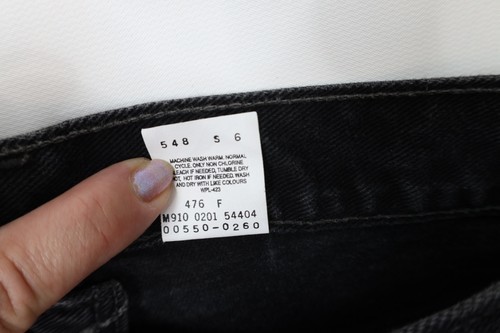 548 S 6
MACHINE WASH WARM, NORMAL
CYCLE. ONLY NON CHLORINE
BLEACH IF NEEDED, TUMBLE DRY
HOT, NOT IRON IF NEEDED. WASH
AND DRY WITH LIKE COLOURS
WPL-423
476 F
M910 0201 54404
00550-0260